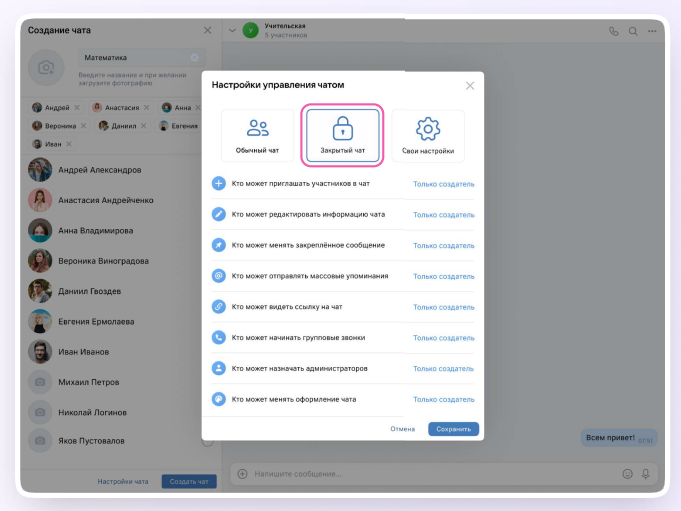 Создание чата
Математика
Введите название и при желании
загрузите фотографию
Андрей
Анастасия
Анна
Вероника
Даниил
Евгения
Иван
Андрей Александров
Анастасия Андрейченко
Анна Владимирова
Вероника Виноградова
Даниил Гвоздев
Евгения Ермолаева
Иван Иванов
Михаил Петров
Николай Логинов
Яков Пустовалов
Настройки чата
Создать чат
У
Учительская
5 участников
Настройки управления чатом
Обычный чат
Закрытый чат
Свои настройки
Кто может приглашать участников в чат Только создатель
Кто может редактировать информацию чата Только создатель
Кто может менять закреплённое сообщение Только создатель
Кто может отправлять массовые упоминания Только создатель
Кто может видеть ссылку на чат Только создатель
Кто может начинать групповые звонки Только создатель
Кто может назначать администраторов Только создатель
Кто может менять оформление чата Только создатель
Отмена
Сохранить
Всем привет!
Напишите сообщение...